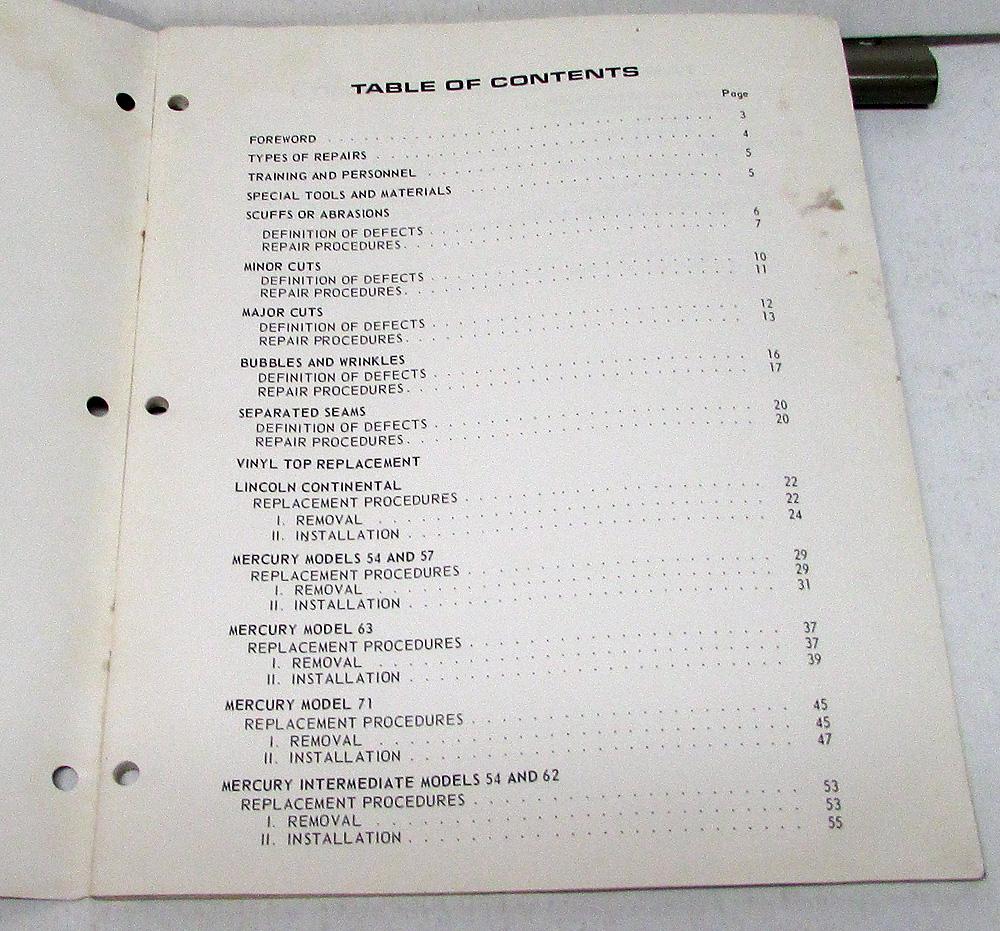 TABLE OF CONTENTS
Page
FOREWORD . . . . . . . . . . 3
TYPES OF REPAIRS . . . . . . . . . . 4
TRAINING AND PERSONNEL . . . . . . . . . . 5
SPECIAL TOOLS AND MATERIALS . . . . . . . . . . 5
SCUFFS OR ABRASIONS
DEFINITION OF DEFECTS . . . . . . . . . . 6
REPAIR PROCEDURES . . . . . . . . . . 7
MINOR CUTS
DEFINITION OF DEFECTS . . . . . . . . . . 10
REPAIR PROCEDURES . . . . . . . . . . 11
MAJOR CUTS
DEFINITION OF DEFECTS . . . . . . . . . . 12
REPAIR PROCEDURES . . . . . . . . . . 13
BUBBLES AND WRINKLES
DEFINITION OF DEFECTS . . . . . . . . . . 16
REPAIR PROCEDURES . . . . . . . . . . 17
SEPARATED SEAMS
DEFINITION OF DEFECTS . . . . . . . . . . 20
REPAIR PROCEDURES . . . . . . . . . . 20
VINYL TOP REPLACEMENT
LINCOLN CONTINENTAL
REPLACEMENT PROCEDURES . . . . . . . . . . 22
I. REMOVAL . . . . . . . . . . 22
II. INSTALLATION . . . . . . . . . . 24
MERCURY MODELS 54 AND 57
REPLACEMENT PROCEDURES . . . . . . . . . . 29
I. REMOVAL . . . . . . . . . . 29
II. INSTALLATION . . . . . . . . . . 31
MERCURY MODEL 63
REPLACEMENT PROCEDURES . . . . . . . . . . 37
I. REMOVAL . . . . . . . . . . 37
II. INSTALLATION . . . . . . . . . . 39
MERCURY MODEL 71
REPLACEMENT PROCEDURES . . . . . . . . . . 45
I. REMOVAL . . . . . . . . . . 45
II. INSTALLATION . . . . . . . . . . 47
MERCURY INTERMEDIATE MODELS 54 AND 62
REPLACEMENT PROCEDURES . . . . . . . . . . 53
I. REMOVAL . . . . . . . . . . 53
II. INSTALLATION . . . . . . . . . . 55